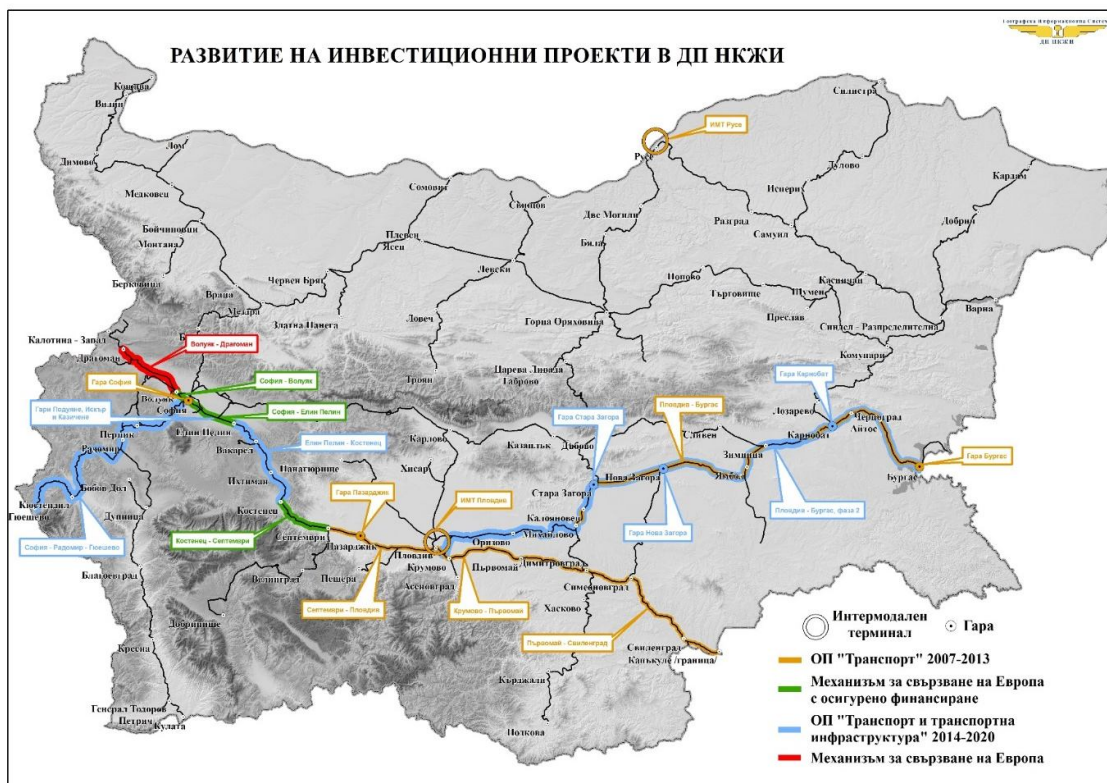 Географска Информационна Система
ДП НКЖИ
РАЗВИТИЕ НА ИНВЕСТИЦИОННИ ПРОЕКТИ В ДП НКЖИ
Видин
Димово
Лом
Медковец
Бойчиновци
Монтана
Берковица
Враца
Мездра
Червен Бряг
Златна Панега
Сомовит
Плевен
Ясен
Левски
Ловеч
Троян
Свищов
Русе
ИМТ Русе
Две Могили
Бяла
Горна Оряховица
Царева Ливада
Габрово
Силистра
Дулово
Исперих
Разград
Самуил
Попово
Търговище
Шумен
Преслав
Каспичан
Кардам
Добрич
Варна
Синдел - Разпределителна
Комунари
Калотина - Запад
Драгоман
Волуяк - Драгоман
Гара София
София - Волуяк
Волуяк
София
София - Елин Пелин
Гари Подуяне, Искър
и Казичене
Елин Пелин
Елин Пелин - Костенец
Вакарел
Перник
Радомир
Ихтиман
Панагюрище
Карлово
Хисар
Казанлък
Дъбово
Гара Стара Загора
Пловдив - Бургас
Сливен
Гара Карнобат
Лозарево
Карнобат
Черноград
Айтос
Зимница
Ямбол
Гара Бургас
Бургас
Пловдив - Бургас, фаза 2
Нова Загора
Гара Нова Загора
Стара Загора
Калояновец
Михайлово
Оризово
Кюстендил
Гюешево
Бобов Дол
Дупница
София - Радомир - Гюешево
Костенец
Костенец - Септември
Септември
Гара Пазарджик
Пазарджик
ИМТ Пловдив
Пловдив
Крумово
Първомай
Димитровград
Симеоновград
Асеновград
Пещера
Септември - Пловдив
Крумово - Първомай
Първомай - Свиленград
Хасково
Свиленград
Капъкуле /граница/
Благоевград
Добринище
Кресна
Генерал Тодоров
Петрич
Кулата
Кърджали
Подкова
Интермодален
терминал
Гара
ОП "Транспорт" 2007-2013
Механизъм за свързване на Европа
с осигурено финансиране
ОП "Транспорт и транспортна
инфраструктура" 2014-2020
Механизъм за свързване на Европа